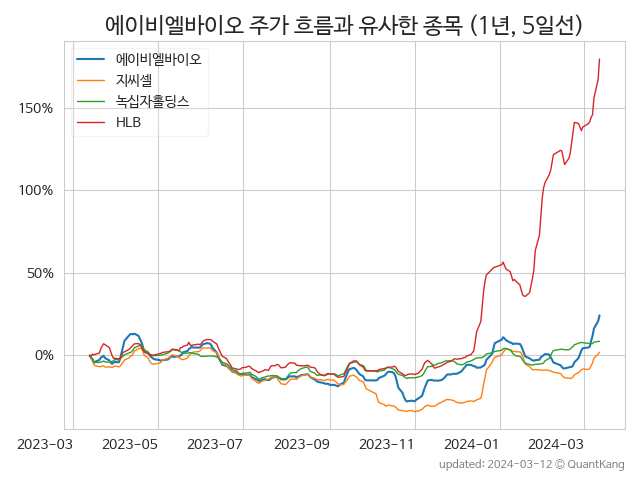 에이비엘바이오 주가 흐름과 유사한 종목 (1년, 5일선)
에이비엘바이오
지씨셀
녹십자홀딩스
HLB
150%
100%
50%
0%
2023-03 2023-05 2023-07 2023-09 2023-11 2024-01 2024-03
updated: 2024-03-12 © QuantKang